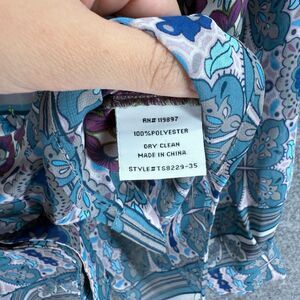 RN# 119897
100%POLYESTER
DRY CLEAN
MADE IN CHINA
STYLE#TS8229-35